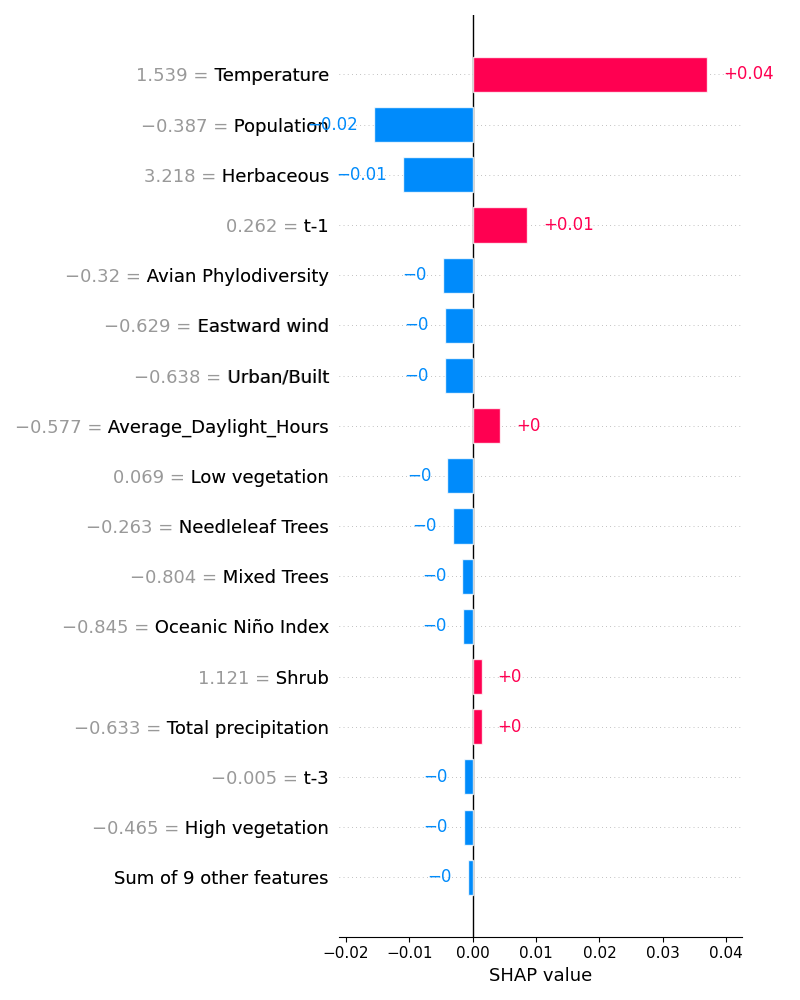 1.539 = Temperature +0.04
−0.387 = Population −0.02
3.218 = Herbaceous −0.01
0.262 = t-1 +0.01
−0.32 = Avian Phylodiversity −0
−0.629 = Eastward wind −0
−0.638 = Urban/Built −0
−0.577 = Average_Daylight_Hours +0
0.069 = Low vegetation −0
−0.263 = Needleleaf Trees −0
−0.804 = Mixed Trees −0
−0.845 = Oceanic Niño Index −0
1.121 = Shrub +0
−0.633 = Total precipitation +0
−0.005 = t-3 −0
−0.465 = High vegetation −0
Sum of 9 other features −0
−0.02 −0.01 0.00 0.01 0.02 0.03 0.04
SHAP value